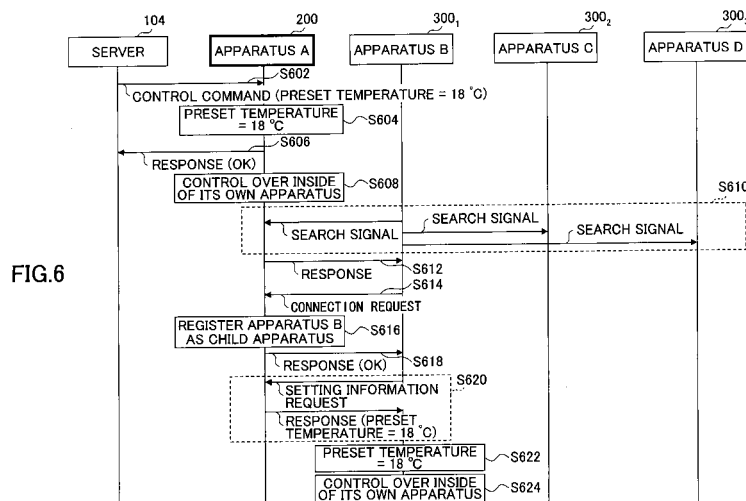 104
200
300₁
300₂
300
SERVER
APPARATUS A
APPARATUS B
APPARATUS C
APPARATUS D
S602
CONTROL COMMAND (PRESET TEMPERATURE = 18 °C)
PRESET TEMPERATURE
= 18 °C
S604
S606
RESPONSE (OK)
CONTROL OVER INSIDE
OF ITS OWN APPARATUS
S608
S610
SEARCH SIGNAL
SEARCH SIGNAL
SEARCH SIGNAL
FIG.6
S612
RESPONSE
S614
CONNECTION REQUEST
REGISTER APPARATUS B
AS CHILD APPARATUS
S616
S618
RESPONSE (OK)
S620
SETTING INFORMATION
REQUEST
RESPONSE (PRESET
TEMPERATURE = 18 °C)
PRESET TEMPERATURE
= 18 °C
S622
CONTROL OVER INSIDE
OF ITS OWN APPARATUS
S624